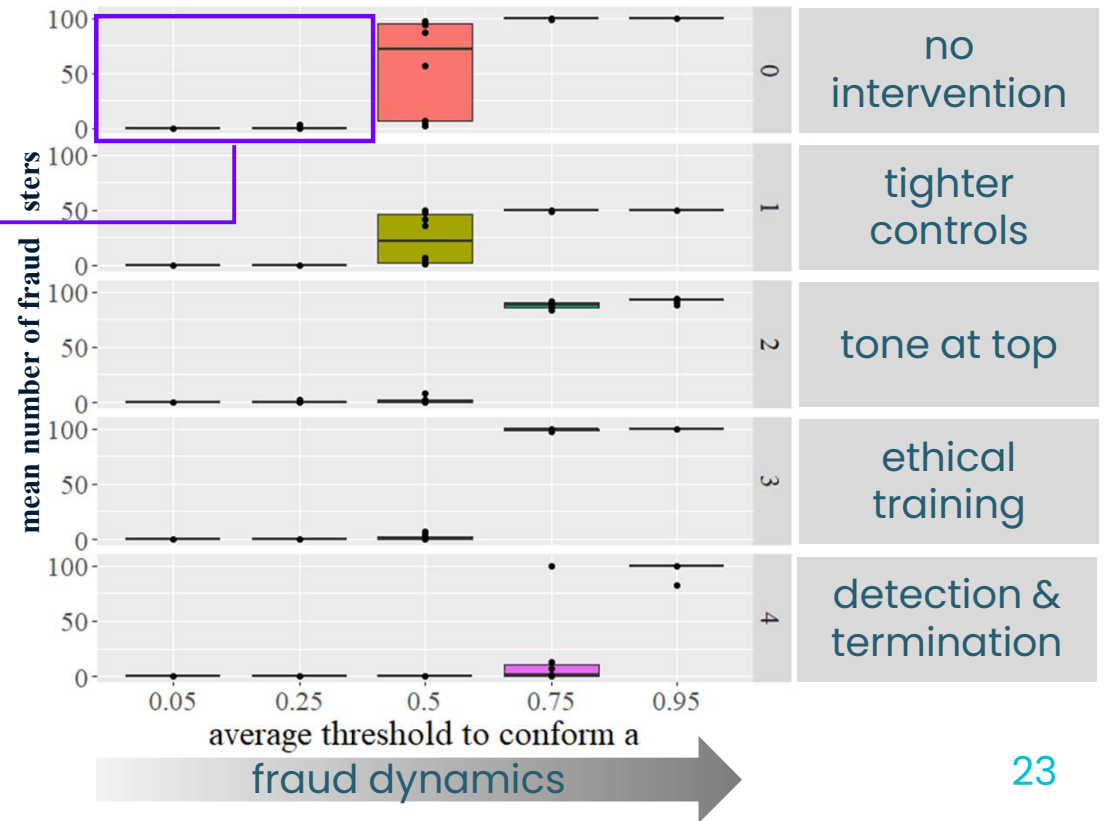 100
50
0
0
no
intervention
100
50
0
1
tighter
controls
100
50
0
2
tone at top
100
50
0
3
ethical
training
100
50
0
4
detection &
termination
mean number of fraud sters
0.05 0.25 0.5 0.75 0.95
average threshold to conform a
fraud dynamics
23